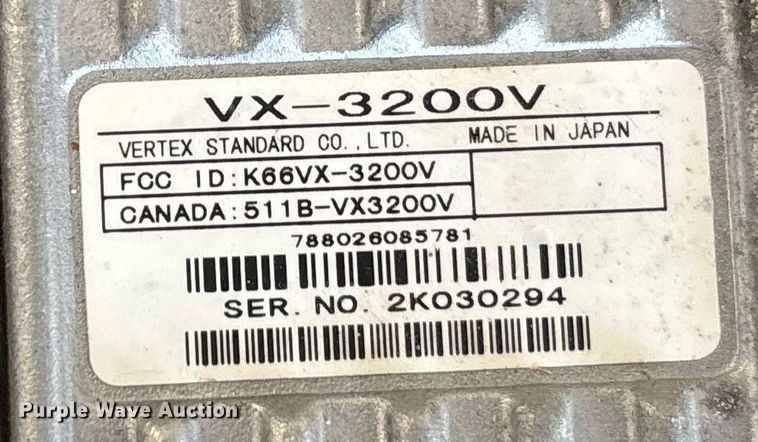 VX-3200V
VERTEX STANDARD CO.,LTD. MADE IN JAPAN
FCC ID:K66VX-3200V
CANADA:511B-VX3200V
788026085781
SER. NO. 2K030294
Purple Wave Auction